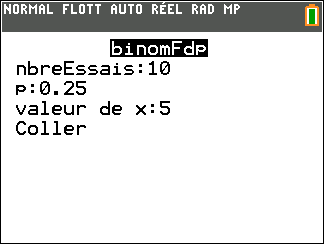 NORMAL FLOTT AUTO RÉEL RAD MP
binomFdp
nbreEssais:10
p:0.25
valeur de x:5
Coller